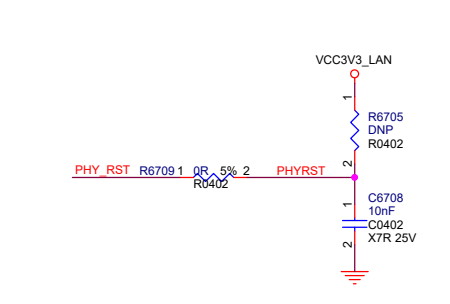 VCC3V3_LAN
1
R6705
DNP
R0402
2
PHY_RST R6709 1 0R 5% 2 PHYRST
R0402
1
C6708
10nF
C0402
X7R 25V
2